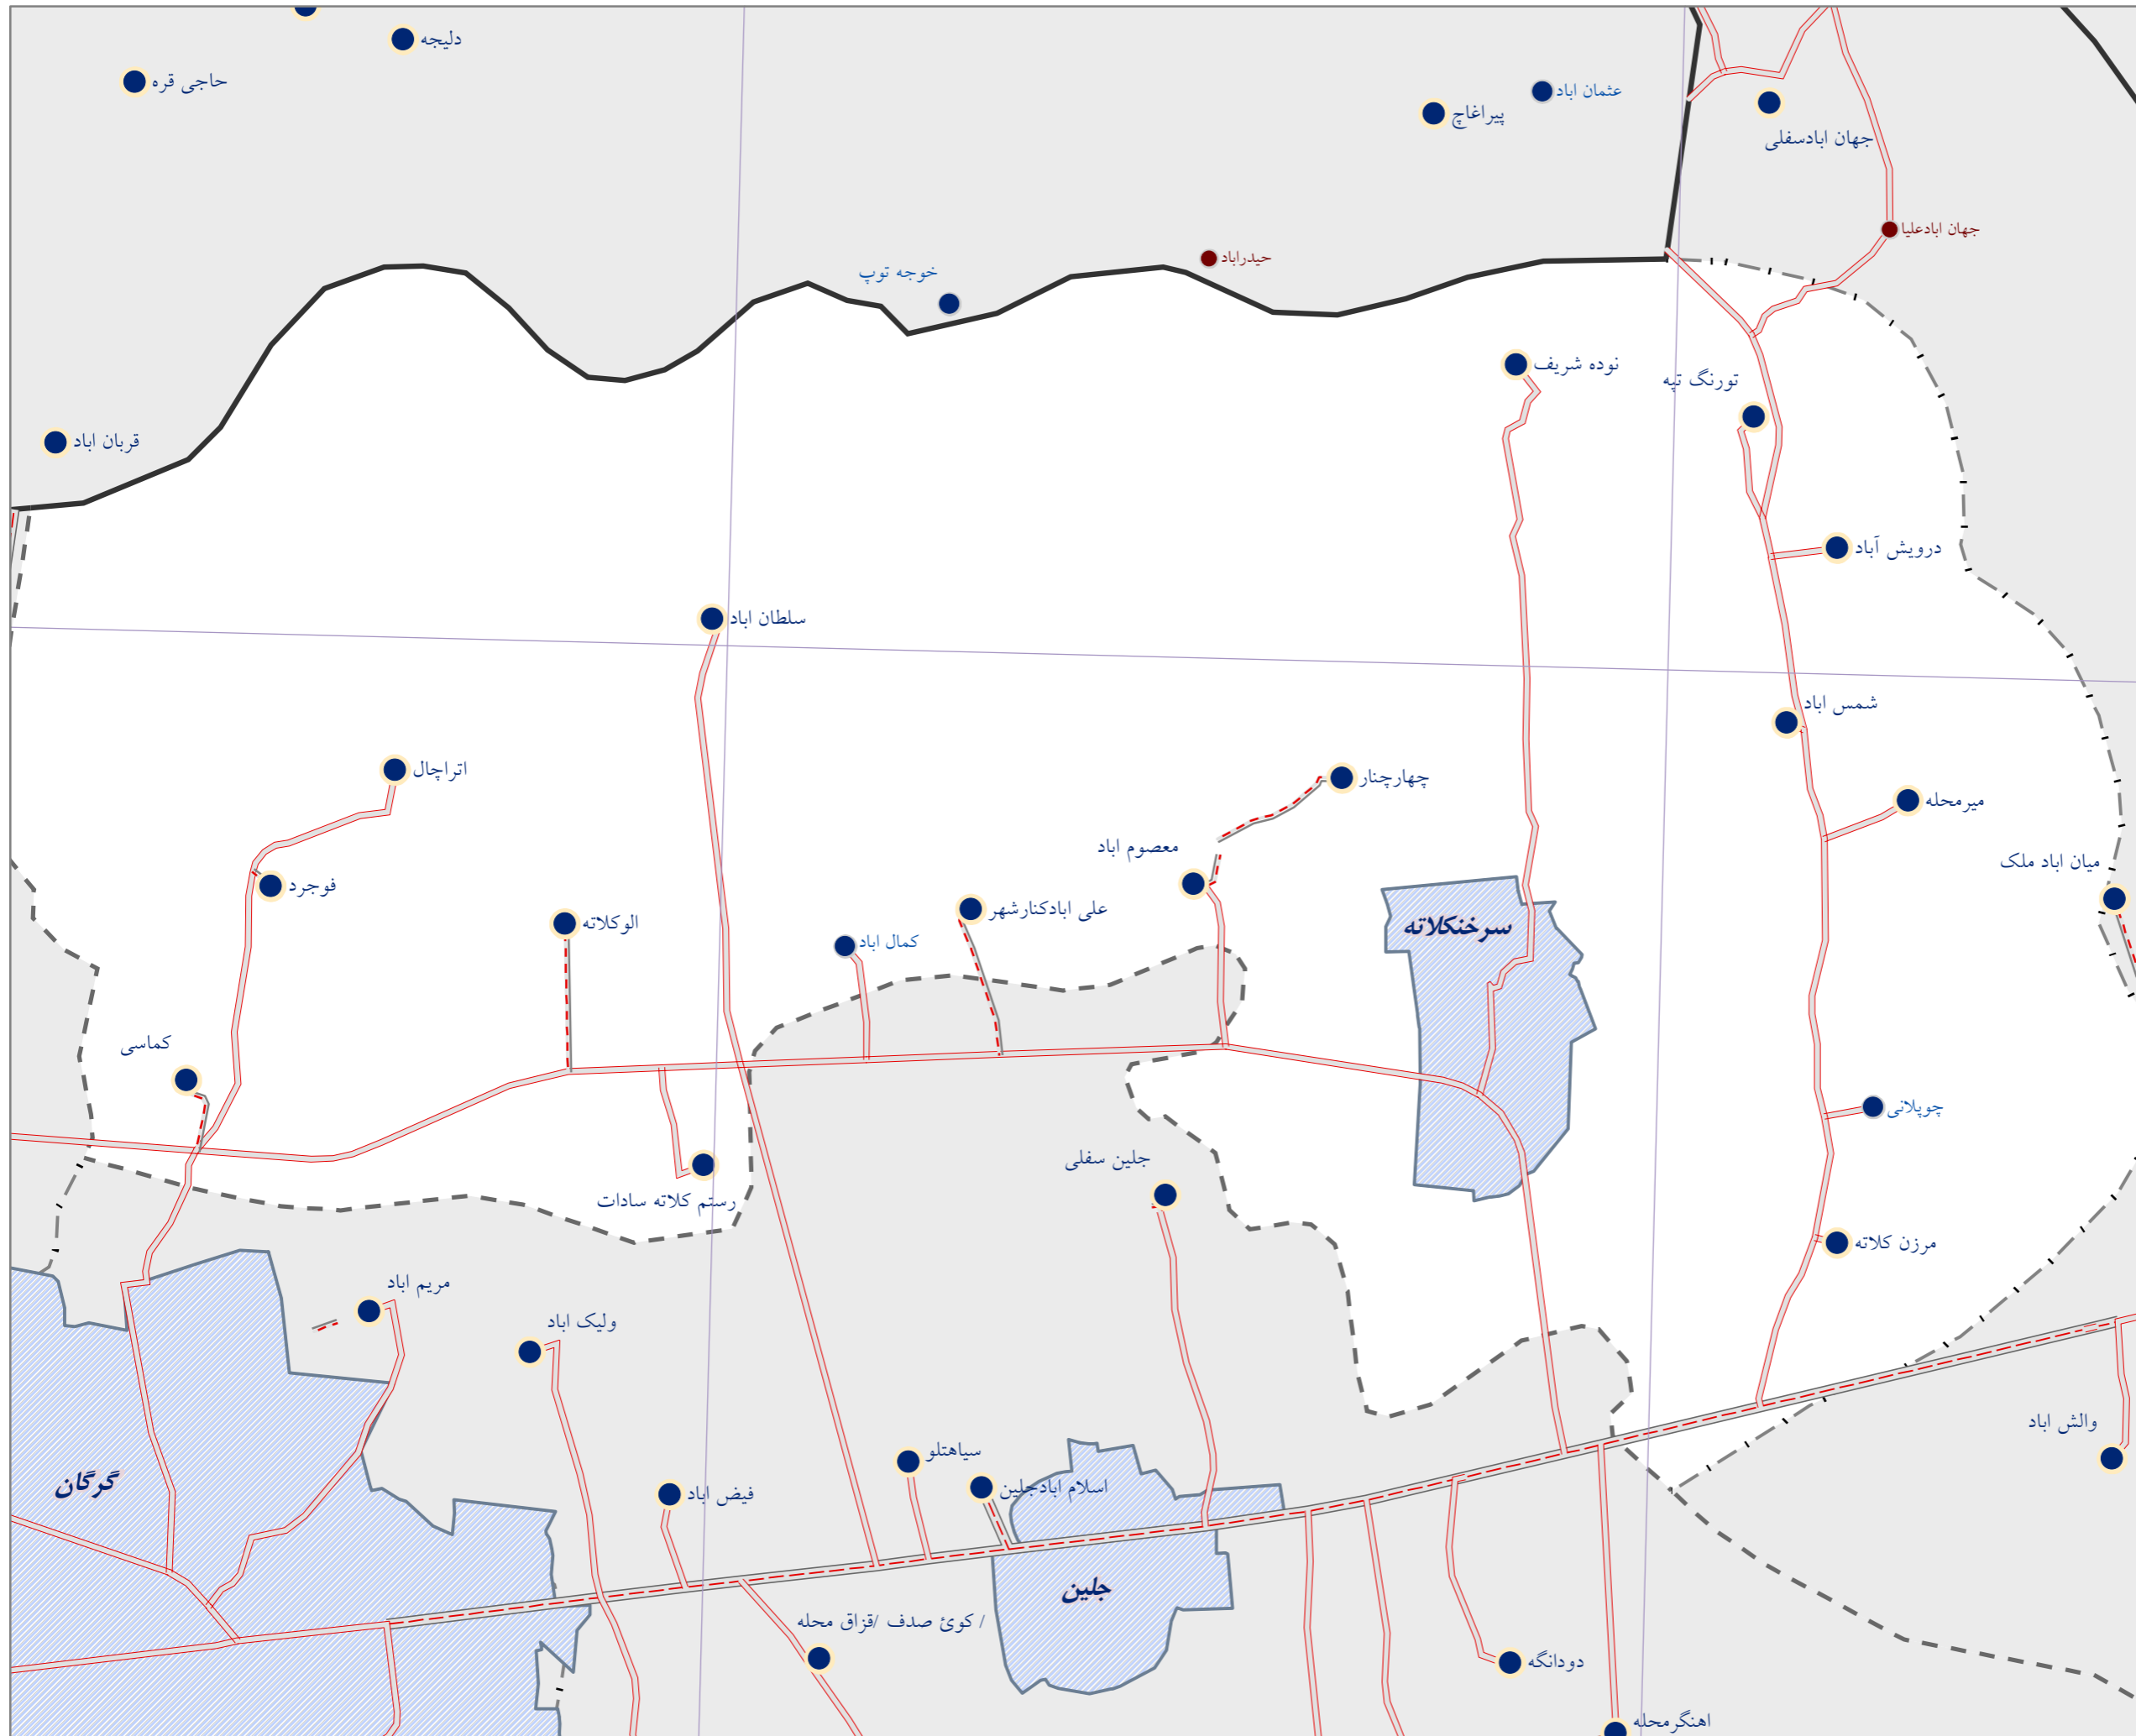 دلیجه
حاجی قره
عثمان اباد
پیراغاچ
جهان ابادسفلی
جهان ابادعلیا
حیدراباد
خوجه توپ
نوده شریف
تورنگ تپه
قربان اباد
درویش آباد
سلطان اباد
شمس اباد
اتراچال
چهارچنار
میرمحله
معصوم اباد
میان اباد ملک
فوجرد
علی ابادکنارشهر
الوکلاته
سرخنکلاته
کمال اباد
کماسی
چوپلانی
جلین سفلی
رستم کلاته سادات
مرزن کلاته
مریم اباد
ولیک اباد
والش اباد
سیاهتلو
گرگان
اسلام ابادجلین
فیض اباد
جلین
/ کوئ صدف /قزاق محله
دودانگه
اهنگرمحله